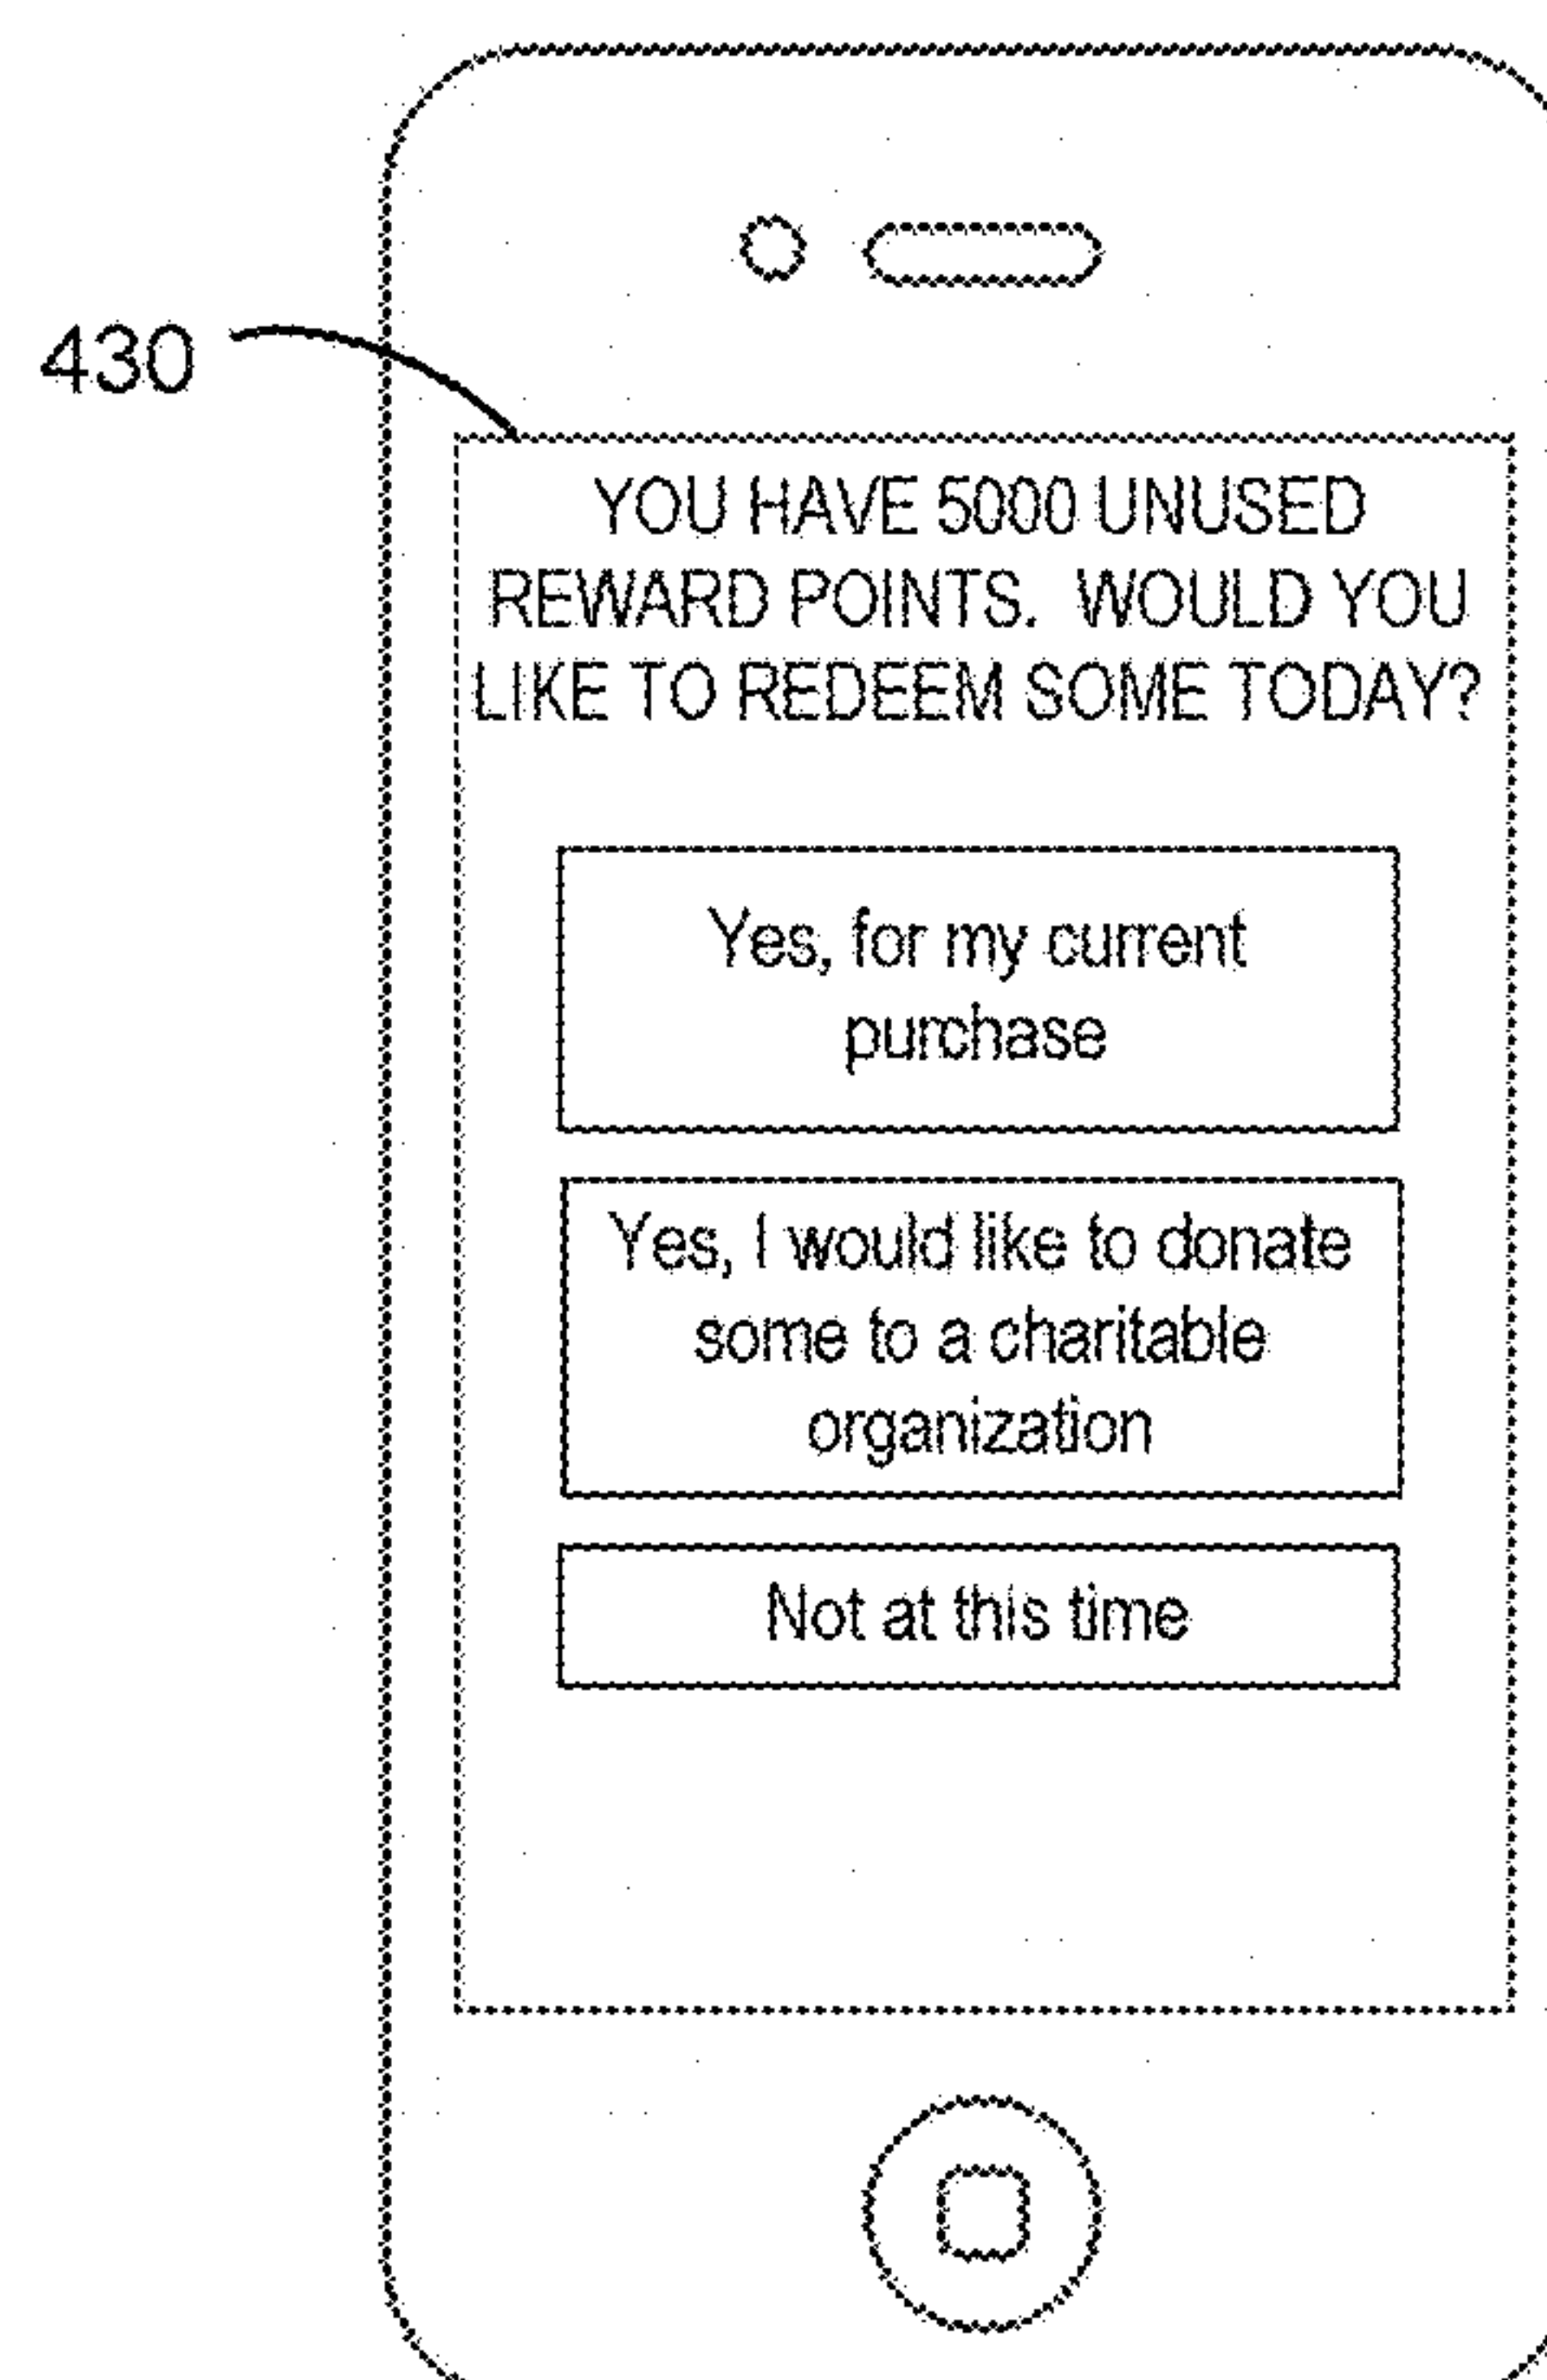 430
YOU HAVE 5000 UNUSED
REWARD POINTS. WOULD YOU
LIKE TO REDEEM SOME TODAY?
Yes, for my current
purchase
Yes, I would like to donate
some to a charitable
organization
Not at this time